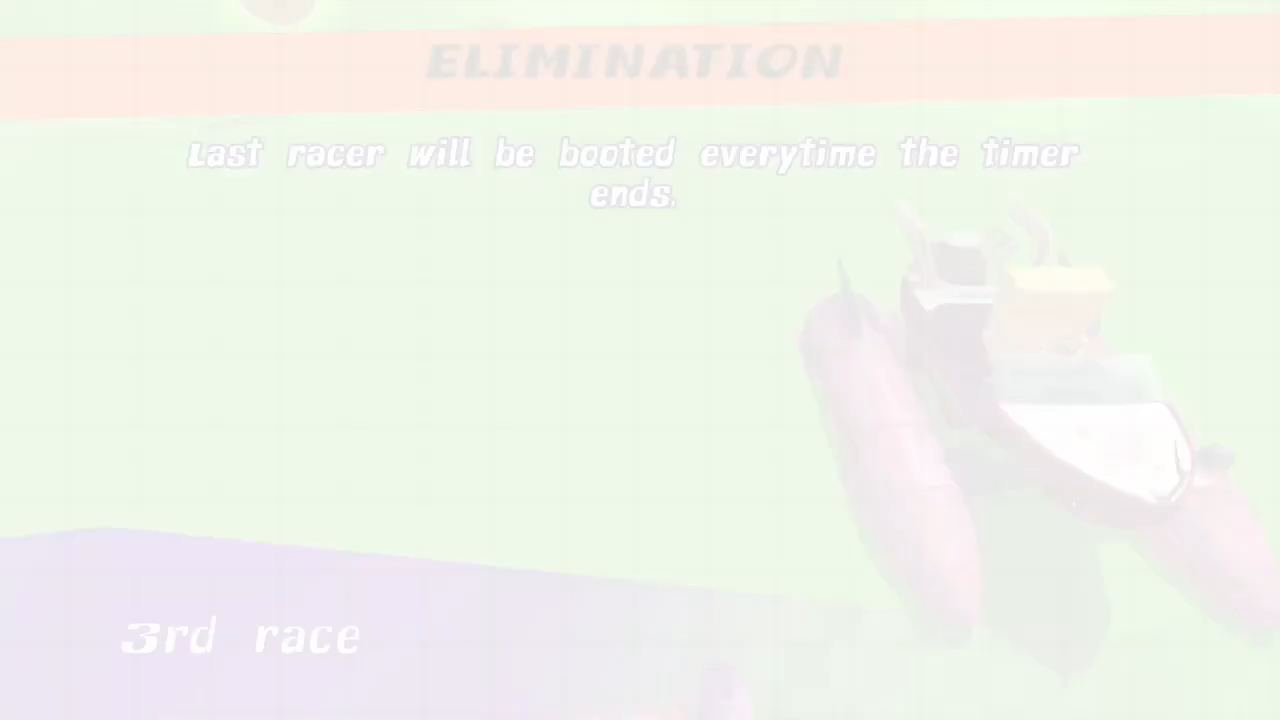 ELIMINATION
Last racer will be booted everytime the timer
ends.
3rd race